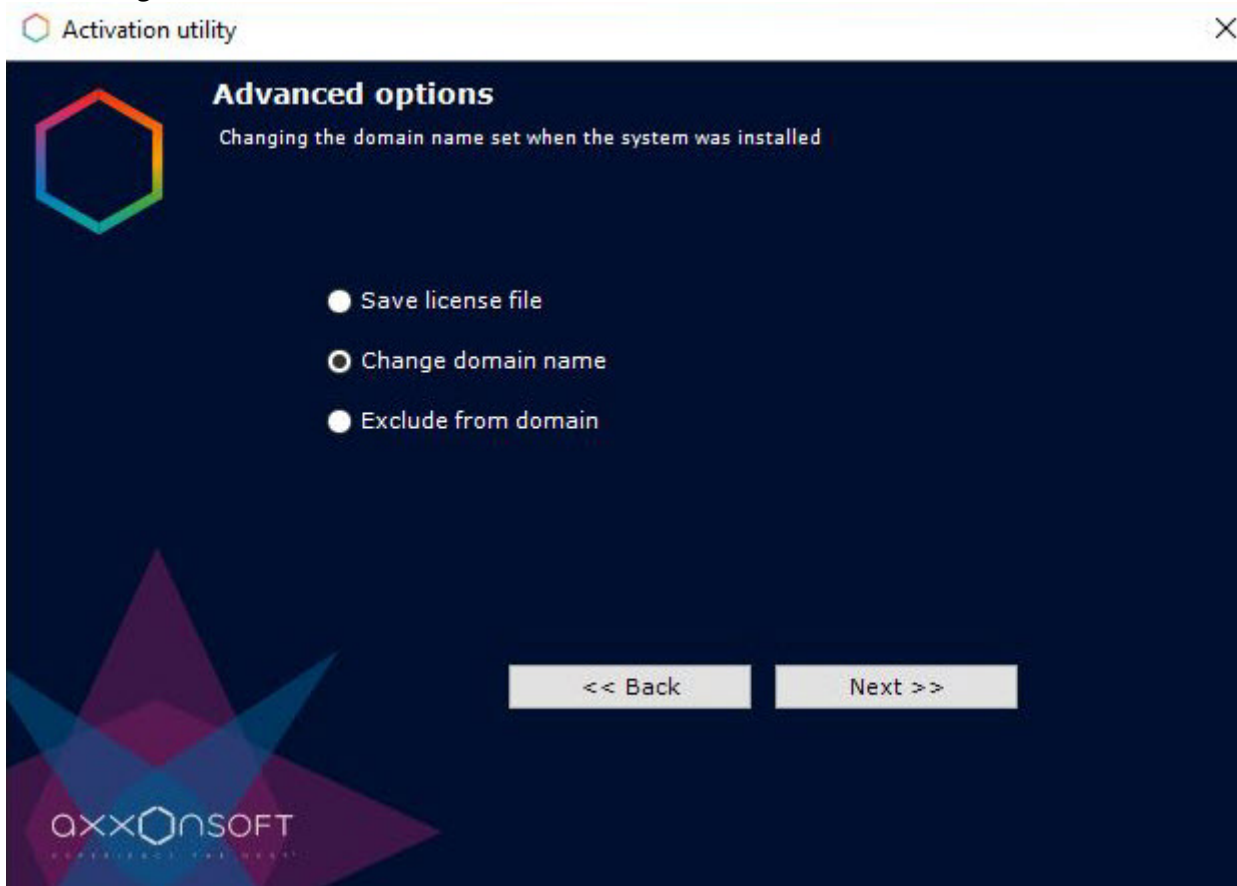 Activation utility
Advanced options
Changing the domain name set when the system was installed
Save license file
Change domain name
Exclude from domain
<< Back
Next >>
axxonsoft